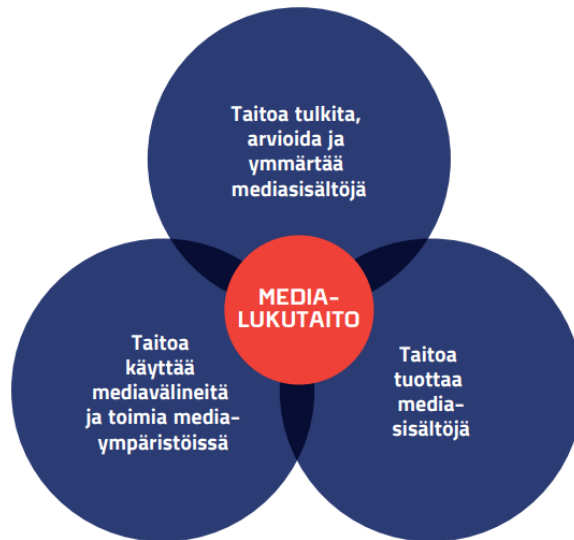 Taitoa tulkita,
arvioida ja
ymmärtää
mediasisältöjä
MEDIA-
LUKUTAITO
Taitoa
käyttää
mediavälineitä
ja toimia media-
ympäristöissä
Taitoa
tuottaa
media-
sisältöjä